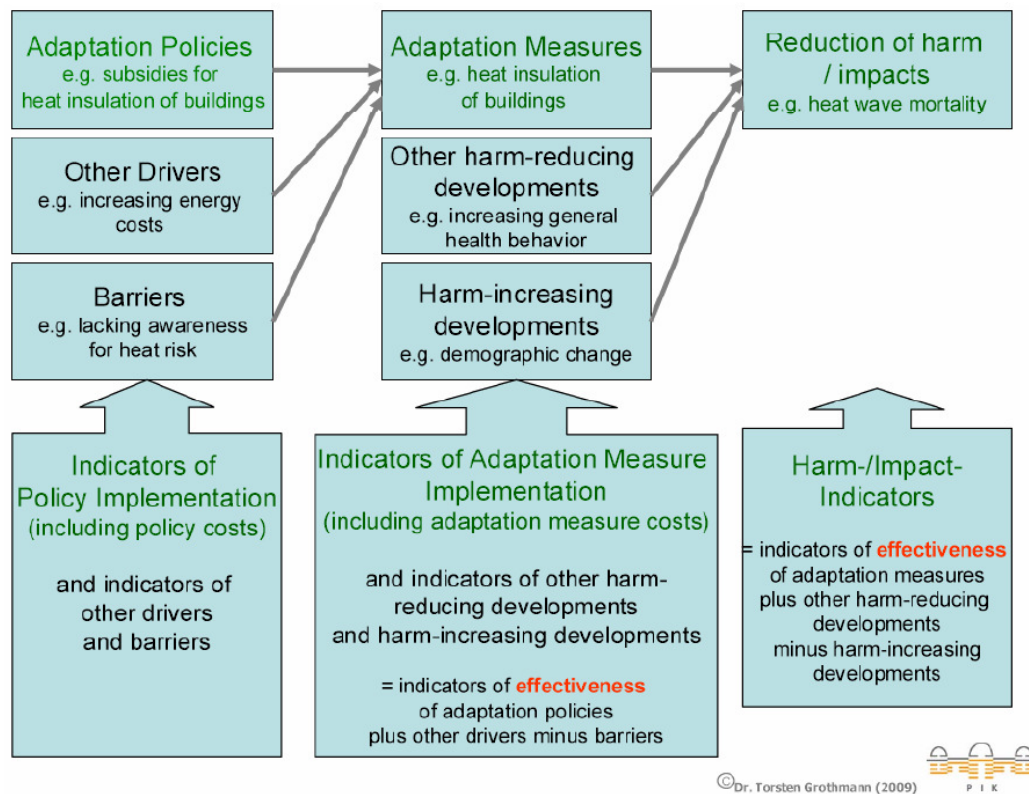 Adaptation Policies
e.g. subsidies for
heat insulation of buildings
Adaptation Measures
e.g. heat insulation
of buildings
Reduction of harm
/ impacts
e.g. heat wave mortality
Other Drivers
e.g. increasing energy
costs
Other harm-reducing
developments
e.g. increasing general
health behavior
Barriers
e.g. lacking awareness
for heat risk
Harm-increasing
developments
e.g. demographic change
Indicators of
Policy Implementation
(including policy costs)
and indicators of
other drivers
and barriers
Indicators of Adaptation Measure
Implementation
(including adaptation measure costs)
and indicators of other harm-
reducing developments
and harm-increasing developments
= indicators of effectiveness
of adaptation policies
plus other drivers minus barriers
Harm-/Impact-
Indicators
= indicators of effectiveness
of adaptation measures
plus other harm-reducing
developments
minus harm-increasing
developments
©Dr. Torsten Grothmann (2009)
P I K